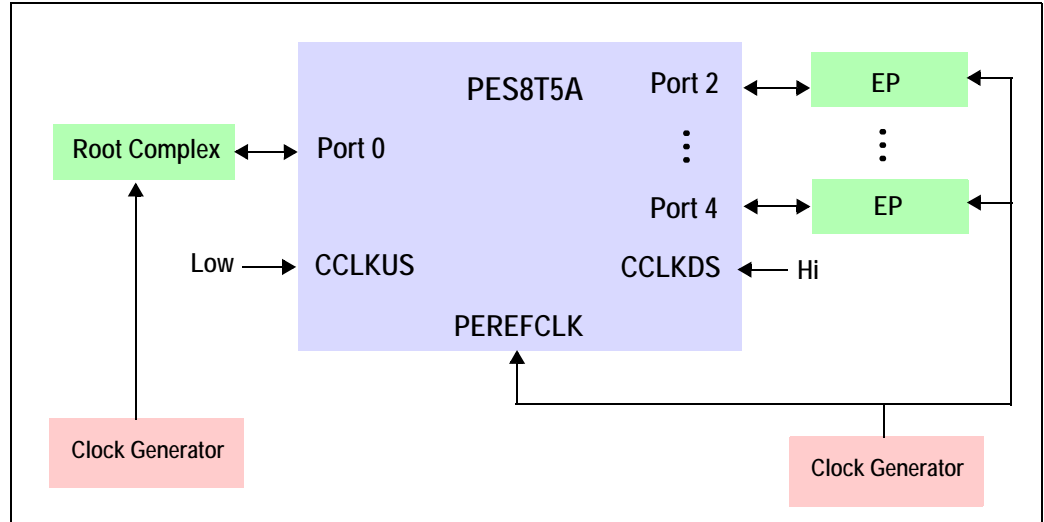 PES8T5A
Port 2
EP
Root Complex
Port 0
Port 4
EP
Low
CCLKUS
CCLKDS
Hi
PEREFCLK
Clock Generator
Clock Generator